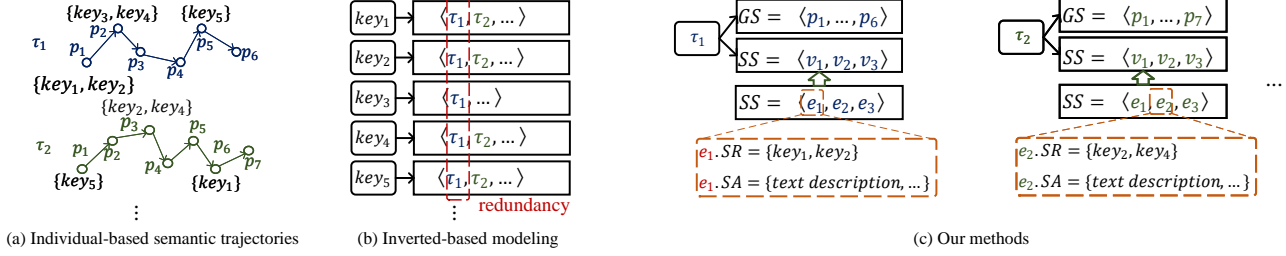 {key₃, key₄}
{key₅}
τ₁
p₁
p₂
p₃
p₄
p₅
p₆
{key₁, key₂}
{key₂, key₄}
τ₂
p₁
p₂
p₃
p₄
p₅
p₆
p₇
{key₅}
{key₁}
⋮
(a) Individual-based semantic trajectories
key₁ ⟨τ₁, τ₂, … ⟩
key₂ ⟨τ₁, τ₂, … ⟩
key₃ ⟨τ₁, … ⟩
key₄ ⟨τ₁, τ₂, … ⟩
key₅ ⟨τ₁, τ₂, … ⟩
redundancy
⋮
(b) Inverted-based modeling
τ₁
GS = ⟨p₁, … , p₆⟩
SS = ⟨v₁, v₂, v₃⟩
SS = ⟨e₁, e₂, e₃⟩
e₁.SR = {key₁, key₂}
e₁.SA = {text description, …}
τ₂
GS = ⟨p₁, … , p₇⟩
SS = ⟨v₁, v₂, v₃⟩
SS = ⟨e₁, e₂, e₃⟩
e₂.SR = {key₂, key₄}
e₂.SA = {text description, …}
…
(c) Our methods